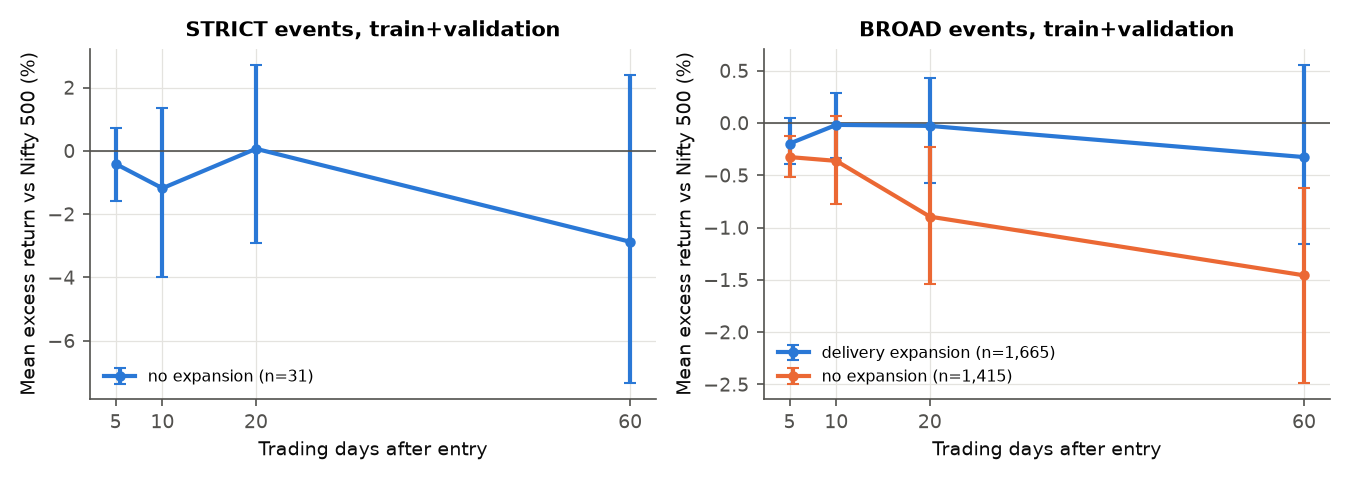 STRICT events, train+validation
Mean excess return vs Nifty 500 (%)
2
0
−2
−4
−6
no expansion (n=31)
5 10 20 60
Trading days after entry
BROAD events, train+validation
Mean excess return vs Nifty 500 (%)
0.5
0.0
−0.5
−1.0
−1.5
−2.0
−2.5
delivery expansion (n=1,665)
no expansion (n=1,415)
5 10 20 60
Trading days after entry